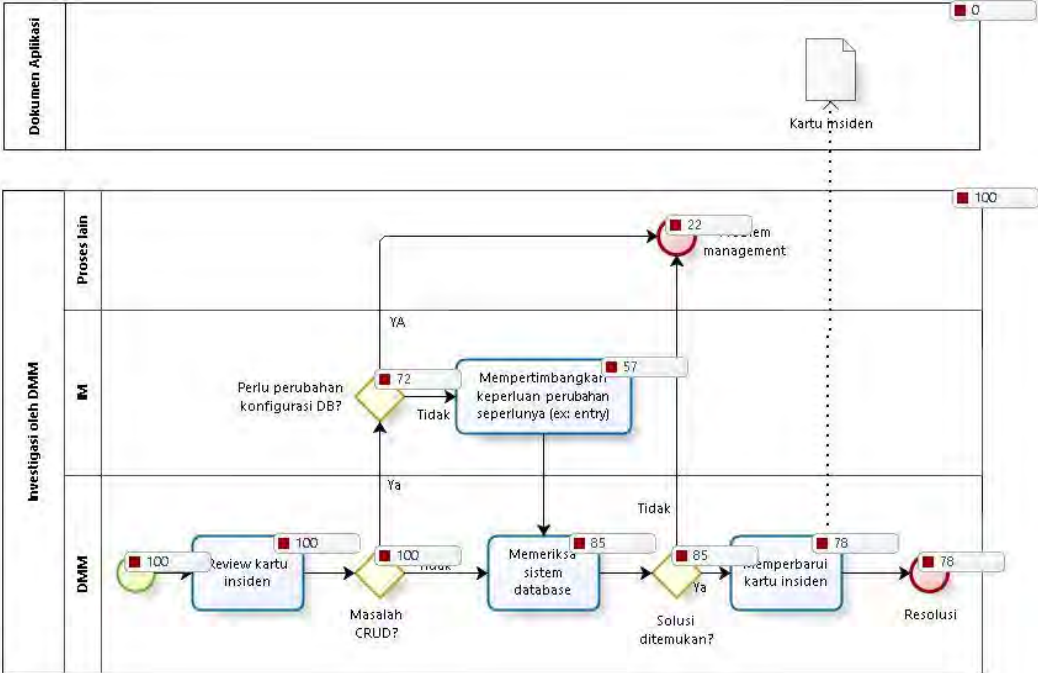 Dokumen Aplikasi
0
Kartu insiden
Investigasi oleh DMM
Proses lain
100
22
management
YA
IM
Perlu perubahan
konfigurasi DB?
72
Tidak
57
Mempertimbangkan
keperluan perubahan
seperlunya (ex: entry)
Ya
Tidak
DMM
100
100
Review kartu
insiden
100
Masalah
CRUD?
85
Memeriksa
sistem
database
85
Ya
Solusi
ditemukan?
78
Memperbarui
kartu insiden
78
Resolusi